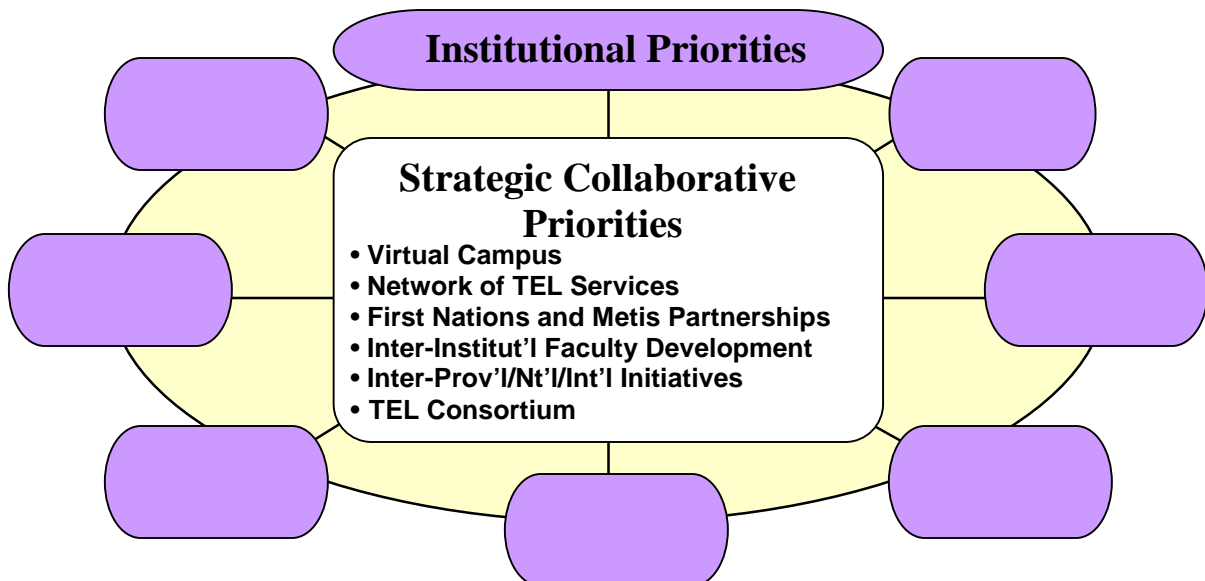 Institutional Priorities
Strategic Collaborative
Priorities
• Virtual Campus
• Network of TEL Services
• First Nations and Metis Partnerships
• Inter-Institut’l Faculty Development
• Inter-Prov’l/Nt’l/Int’l Initiatives
• TEL Consortium